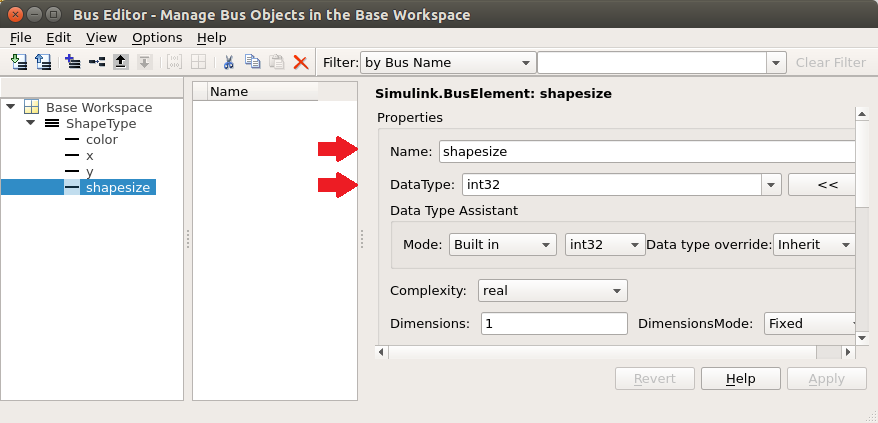 Bus Editor - Manage Bus Objects in the Base Workspace
File Edit View Options Help
Filter: by Bus Name Clear Filter
Base Workspace
ShapeType
color
x
y
shapesize
Name
Simulink.BusElement: shapesize
Properties
Name: shapesize
DataType: int32 <<
Data Type Assistant
Mode: Built in int32 Data type override: Inherit
Complexity: real
Dimensions: 1 DimensionsMode: Fixed
Revert Help Apply